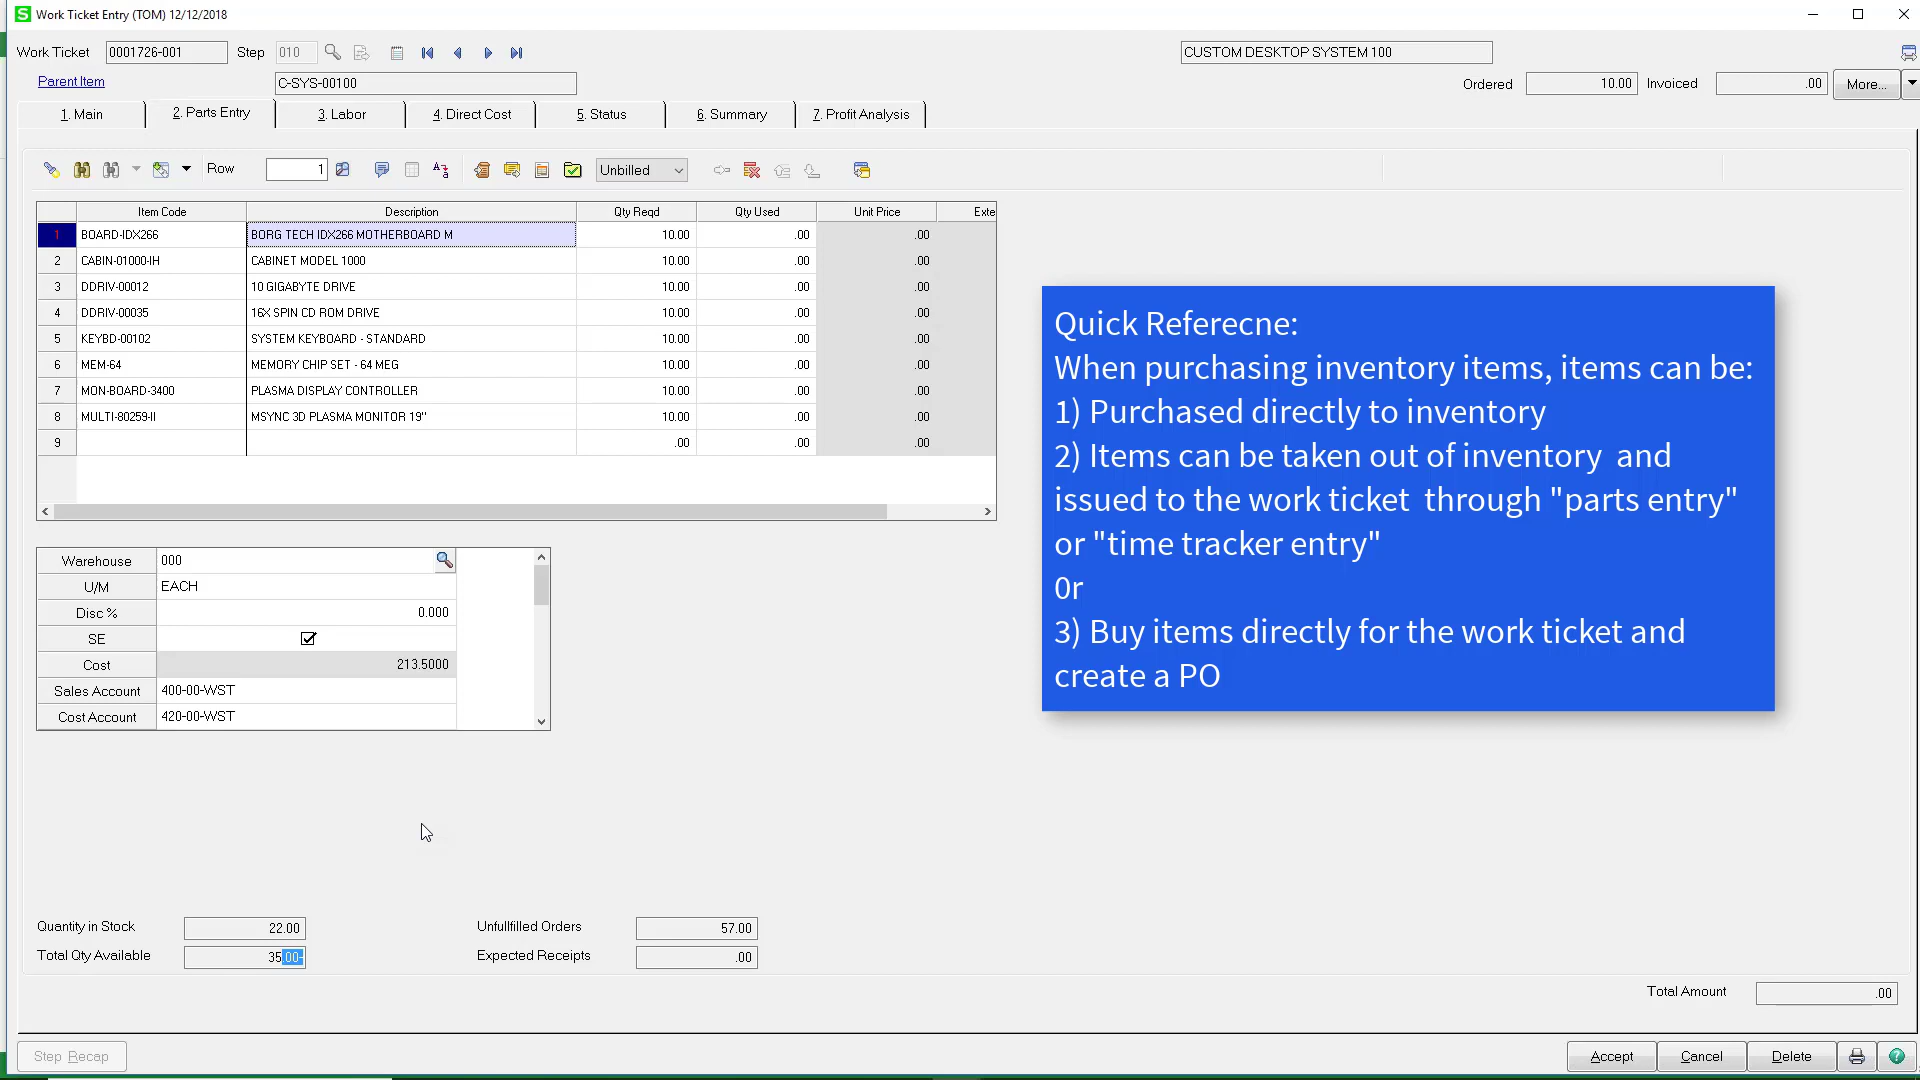 S Work Ticket Entry (TOM) 12/12/2018
Work Ticket 0001726-001 Step 010 CUSTOM DESKTOP SYSTEM 100
Parent Item C-SYS-00100 Ordered 10.00 Invoiced .00 More...
1. Main 2. Parts Entry 3. Labor 4. Direct Cost 5. Status 6. Summary 7. Profit Analysis
Row 1 Unbilled
Item Code Description Qty Reqd Qty Used Unit Price Exte
1 BOARD-IDX266 BORG TECH IDX266 MOTHERBOARD M 10.00 .00 .00
2 CABIN-01000-IH CABINET MODEL 1000 10.00 .00 .00
3 DDRIV-00012 10 GIGABYTE DRIVE 10.00 .00 .00
4 DDRIV-00035 16X SPIN CD ROM DRIVE 10.00 .00 .00
5 KEYBD-00102 SYSTEM KEYBOARD - STANDARD 10.00 .00 .00
6 MEM-64 MEMORY CHIP SET - 64 MEG 10.00 .00 .00
7 MON-BOARD-3400 PLASMA DISPLAY CONTROLLER 10.00 .00 .00
8 MULTI-80259-II MSYNC 3D PLASMA MONITOR 19" 10.00 .00 .00
9 .00 .00 .00
Quick Referecne:
When purchasing inventory items, items can be:
1) Purchased directly to inventory
2) Items can be taken out of inventory and
issued to the work ticket through "parts entry"
or "time tracker entry"
0r
3) Buy items directly for the work ticket and
create a PO
Warehouse 000
U/M EACH
Disc % 0.000
SE
Cost 213.5000
Sales Account 400-00-WST
Cost Account 420-00-WST
Quantity in Stock 22.00 Unfullfilled Orders 57.00
Total Qty Available 35.00- Expected Receipts .00
Total Amount .00
Step Recap Accept Cancel Delete